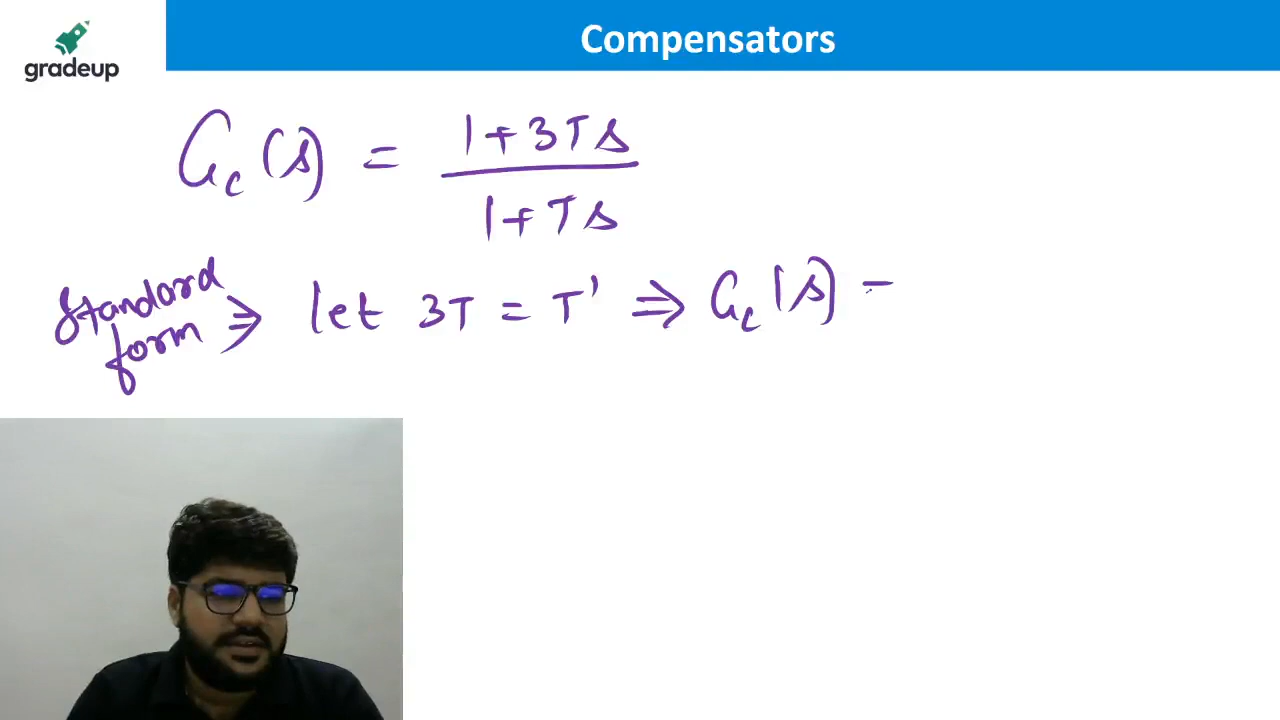 gradeup
Compensators
Gc(s) = 1+3Ts / 1+Ts
Standard form ⇒ let 3T = T' ⇒ Gc(s) =